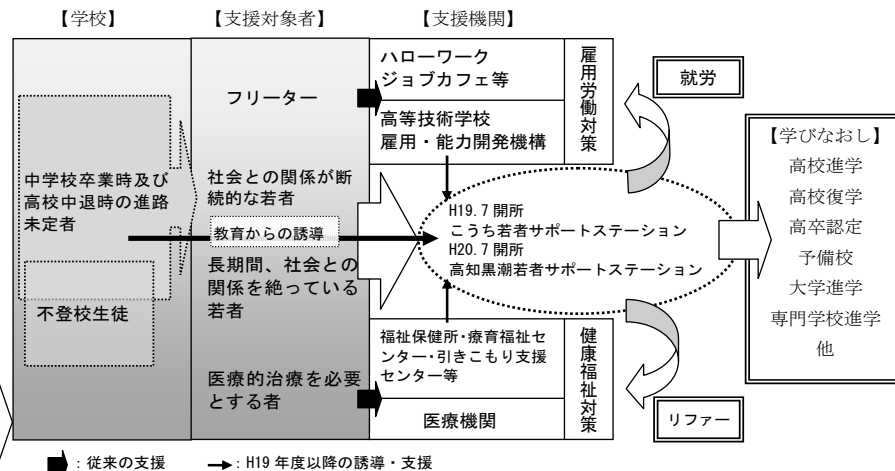 【学校】
【支援対象者】
【支援機関】
中学校卒業時及び
高校中退時の進路
未定者
不登校生徒
フリーター
社会との関係が断
続的な若者
教育からの誘導
長期間、社会との
関係を絶っている
若者
医療的治療を必要
とする者
ハローワーク
ジョブカフェ等
高等技術学校
雇用・能力開発機構
雇用労働対策
H19.7 開所
こうち若者サポートステーション
H20.7 開所
高知黒潮若者サポートステーション
福祉保健所・療育福祉セ
ンター・引きこもり支援
センター等
医療機関
健康福祉対策
就労
リファー
【学びなおし】
高校進学
高校復学
高卒認定
予備校
大学進学
専門学校進学
他
：従来の支援
：H19 年度以降の誘導・支援